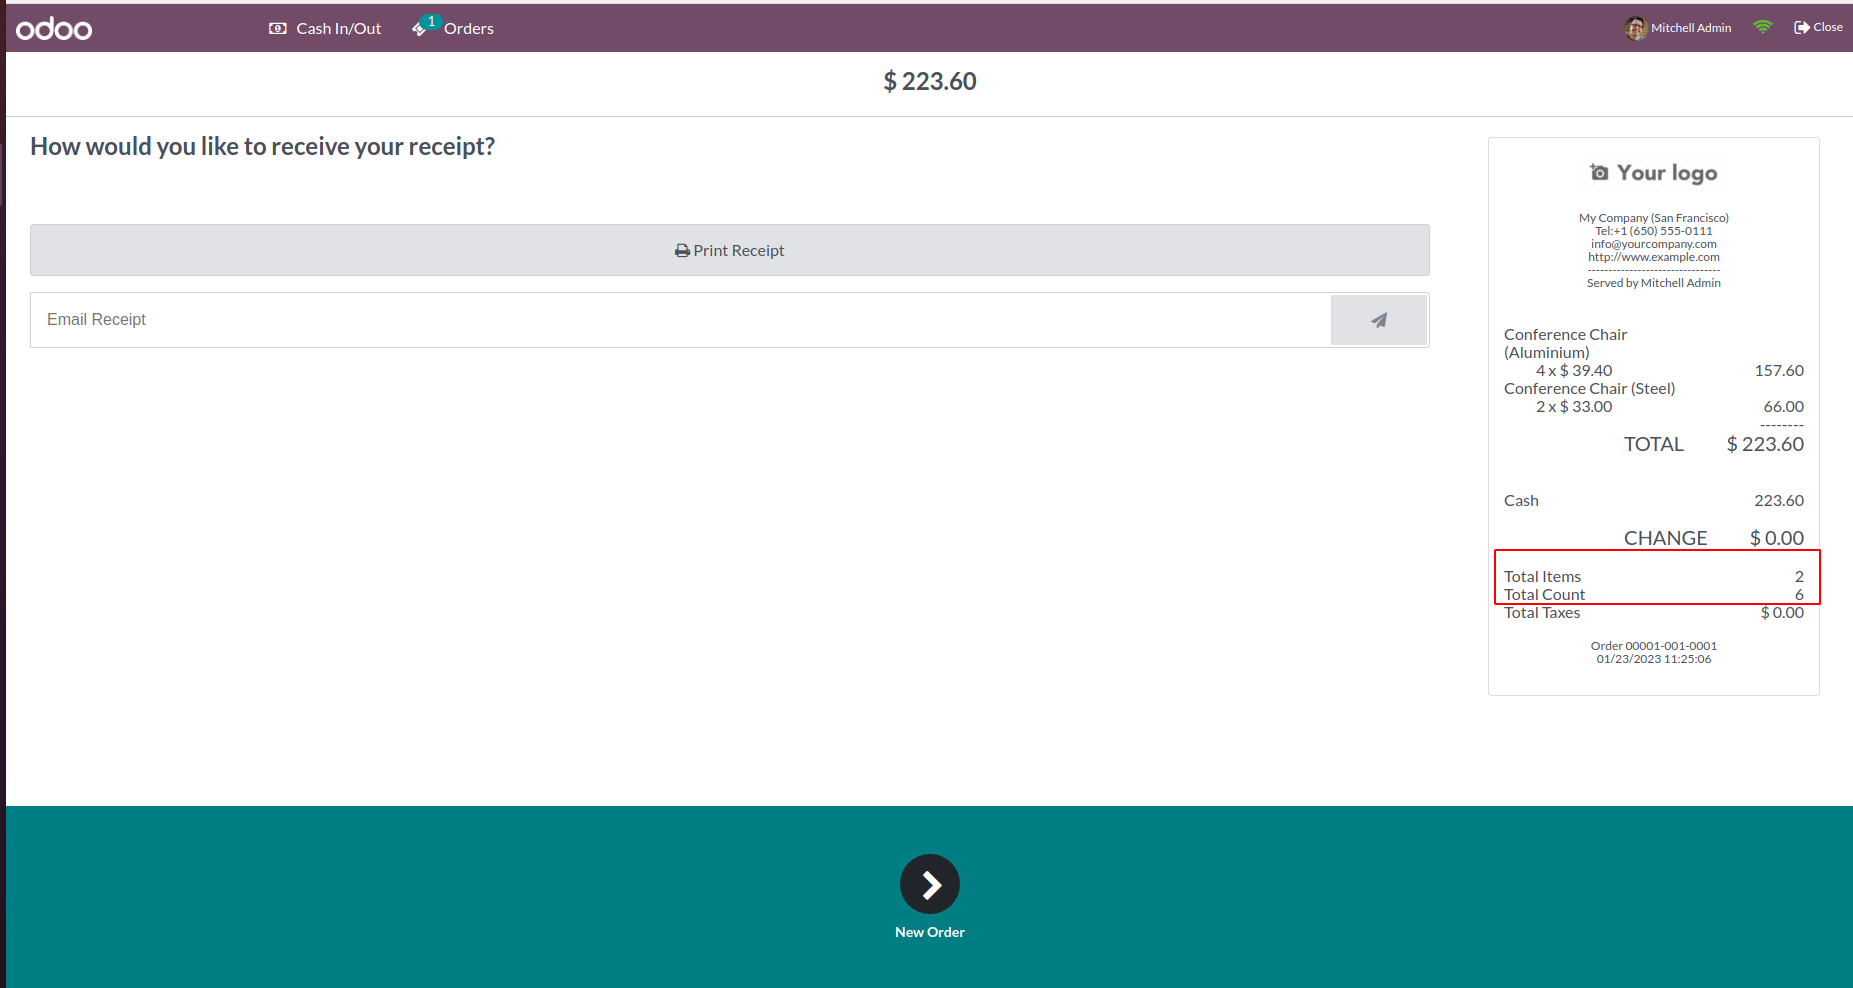 odoo
Cash In/Out
1
Orders
Mitchell Admin
Close
$ 223.60
How would you like to receive your receipt?
Print Receipt
Email Receipt
Your logo
My Company (San Francisco)
Tel:+1 (650) 555-0111
info@yourcompany.com
http://www.example.com
--------------------------------
Served by Mitchell Admin
Conference Chair
(Aluminium)
4 x $ 39.40 157.60
Conference Chair (Steel)
2 x $ 33.00 66.00
--------
TOTAL $ 223.60
Cash 223.60
CHANGE $ 0.00
Total Items 2
Total Count 6
Total Taxes $ 0.00
Order 00001-001-0001
01/23/2023 11:25:06
New Order